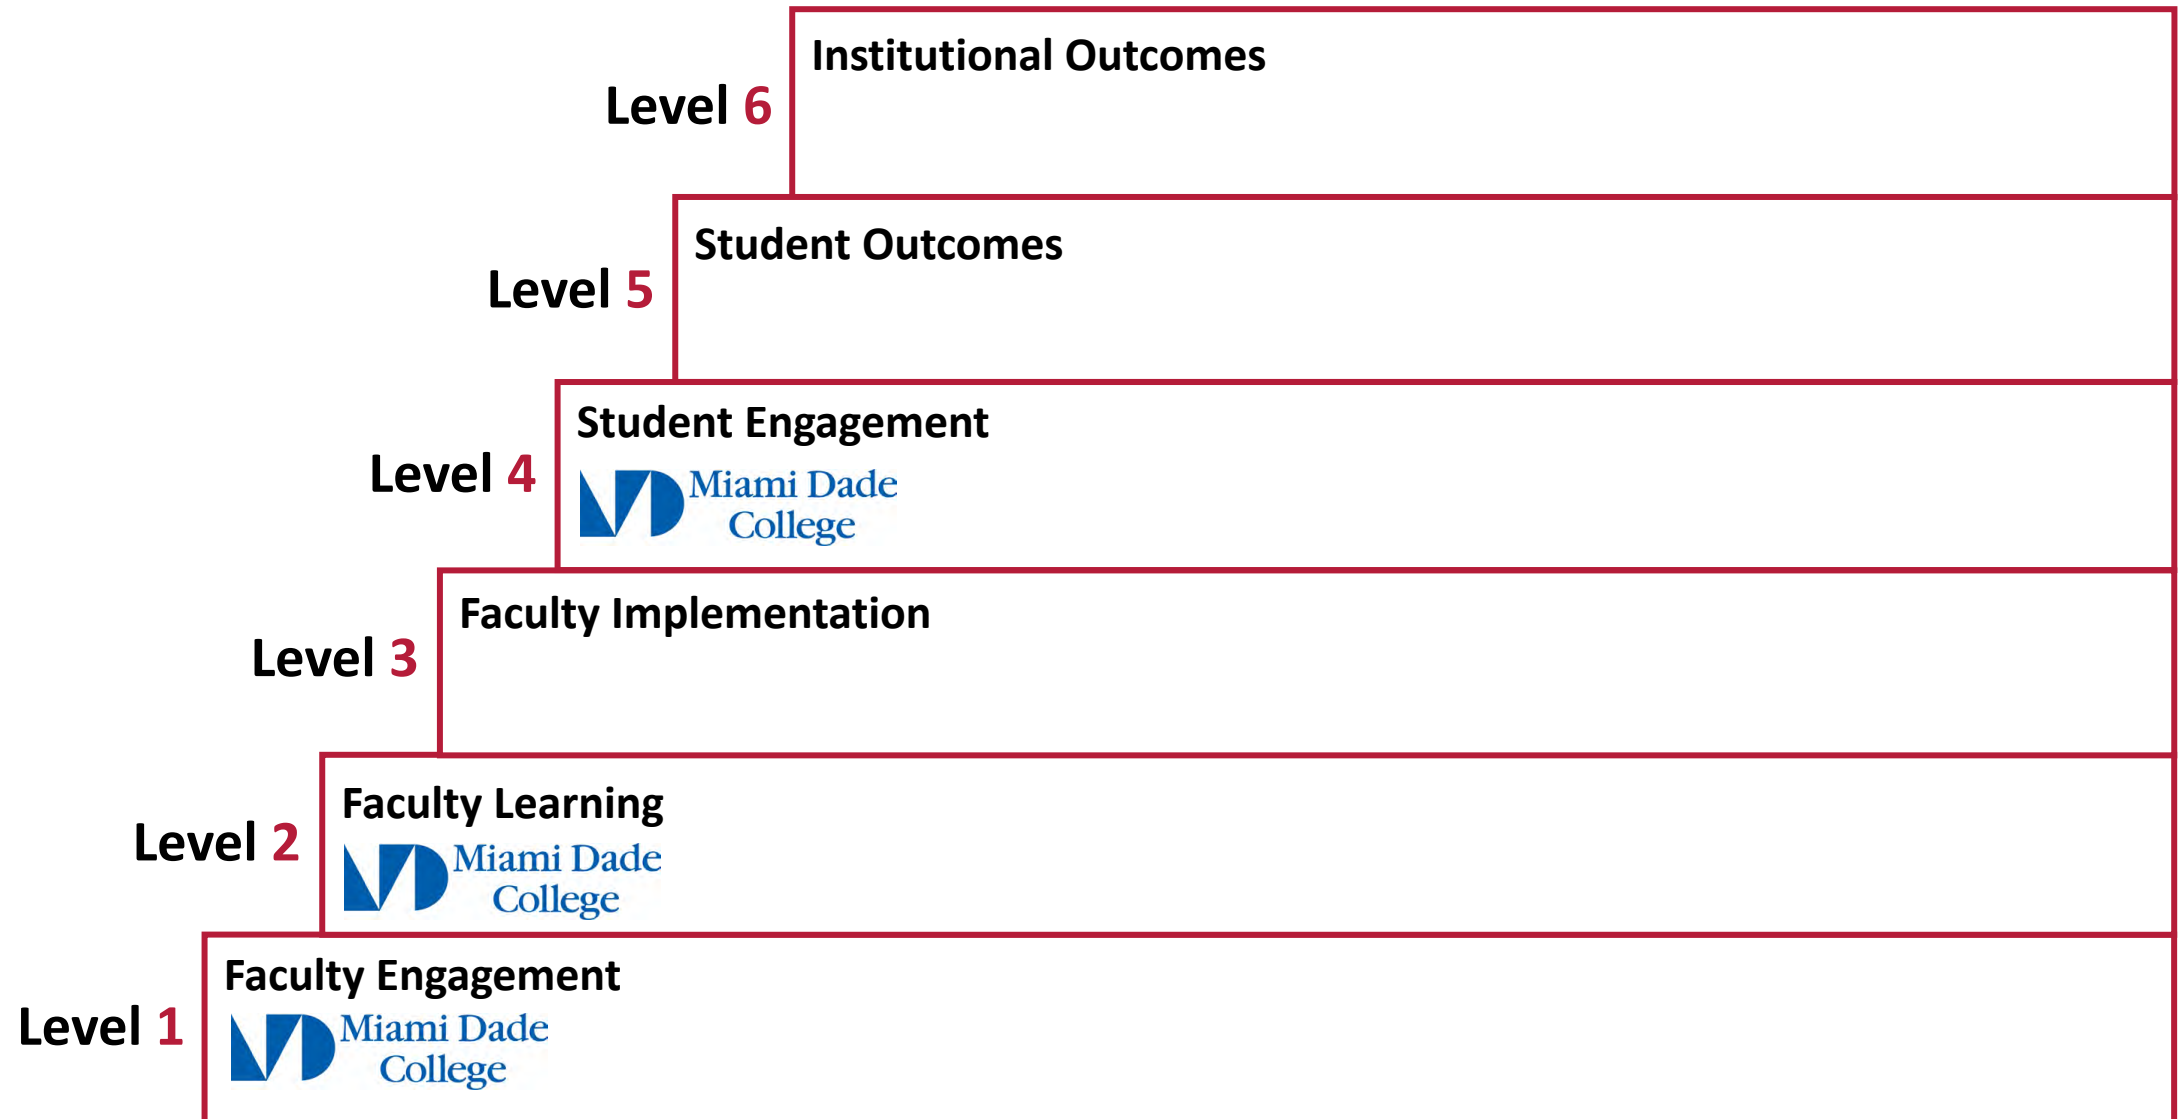 Institutional Outcomes
Level 6
Student Outcomes
Level 5
Student Engagement
Level 4
Miami Dade
College
Faculty Implementation
Level 3
Faculty Learning
Level 2
Miami Dade
College
Faculty Engagement
Level 1
Miami Dade
College